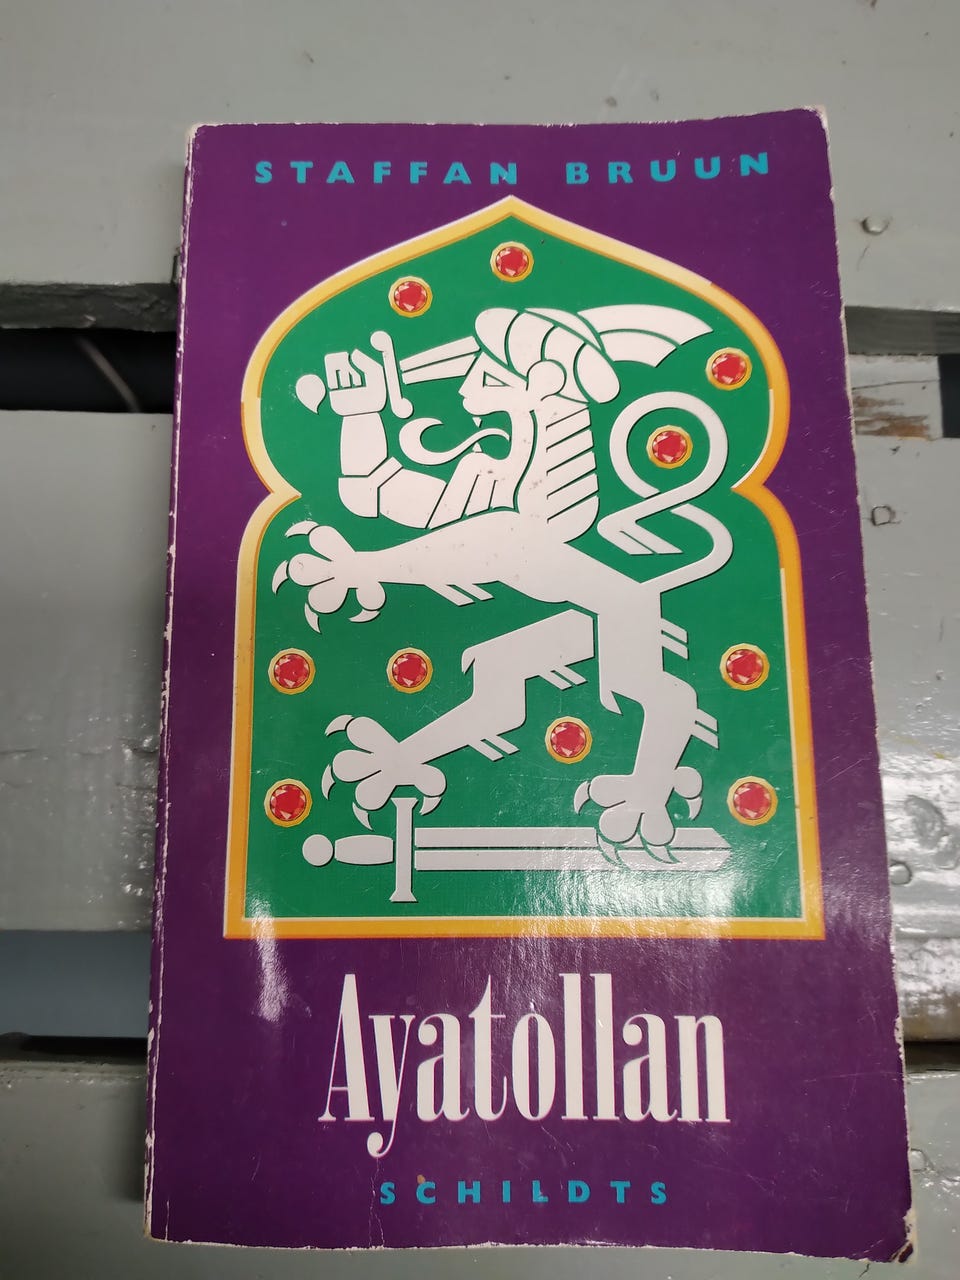 STAFFAN BRUUN
Ayatollan
SCHILDTS